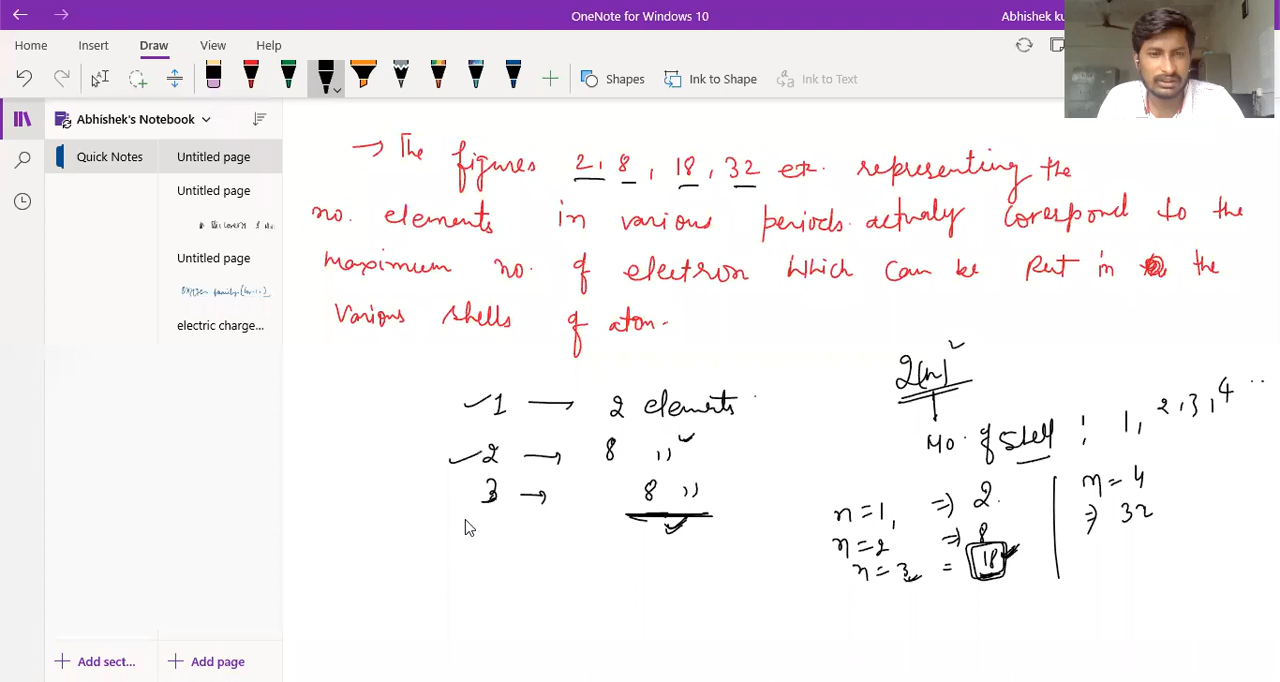 OneNote for Windows 10
Abhishek ku
Home Insert Draw View Help
Shapes Ink to Shape Ink to Text
Abhishek's Notebook
Quick Notes
Untitled page
Untitled page
Untitled page
electric charge...
Add sect...
Add page
→ The figures 2, 8, 18, 32 etc. representing the
no. elements in various periods actualy corespond to the
maximum no. of electron which can be Put in the
Various shells of atom.
1 → 2 elements
2 → 8 ,,
3 → 8 ,,
2(n)²
No. of Shell : 1, 2, 3, 4 ..
n = 1, ⇒ 2.
n = 2 ⇒ 8
n = 3 = 18
n = 4
⇒ 32